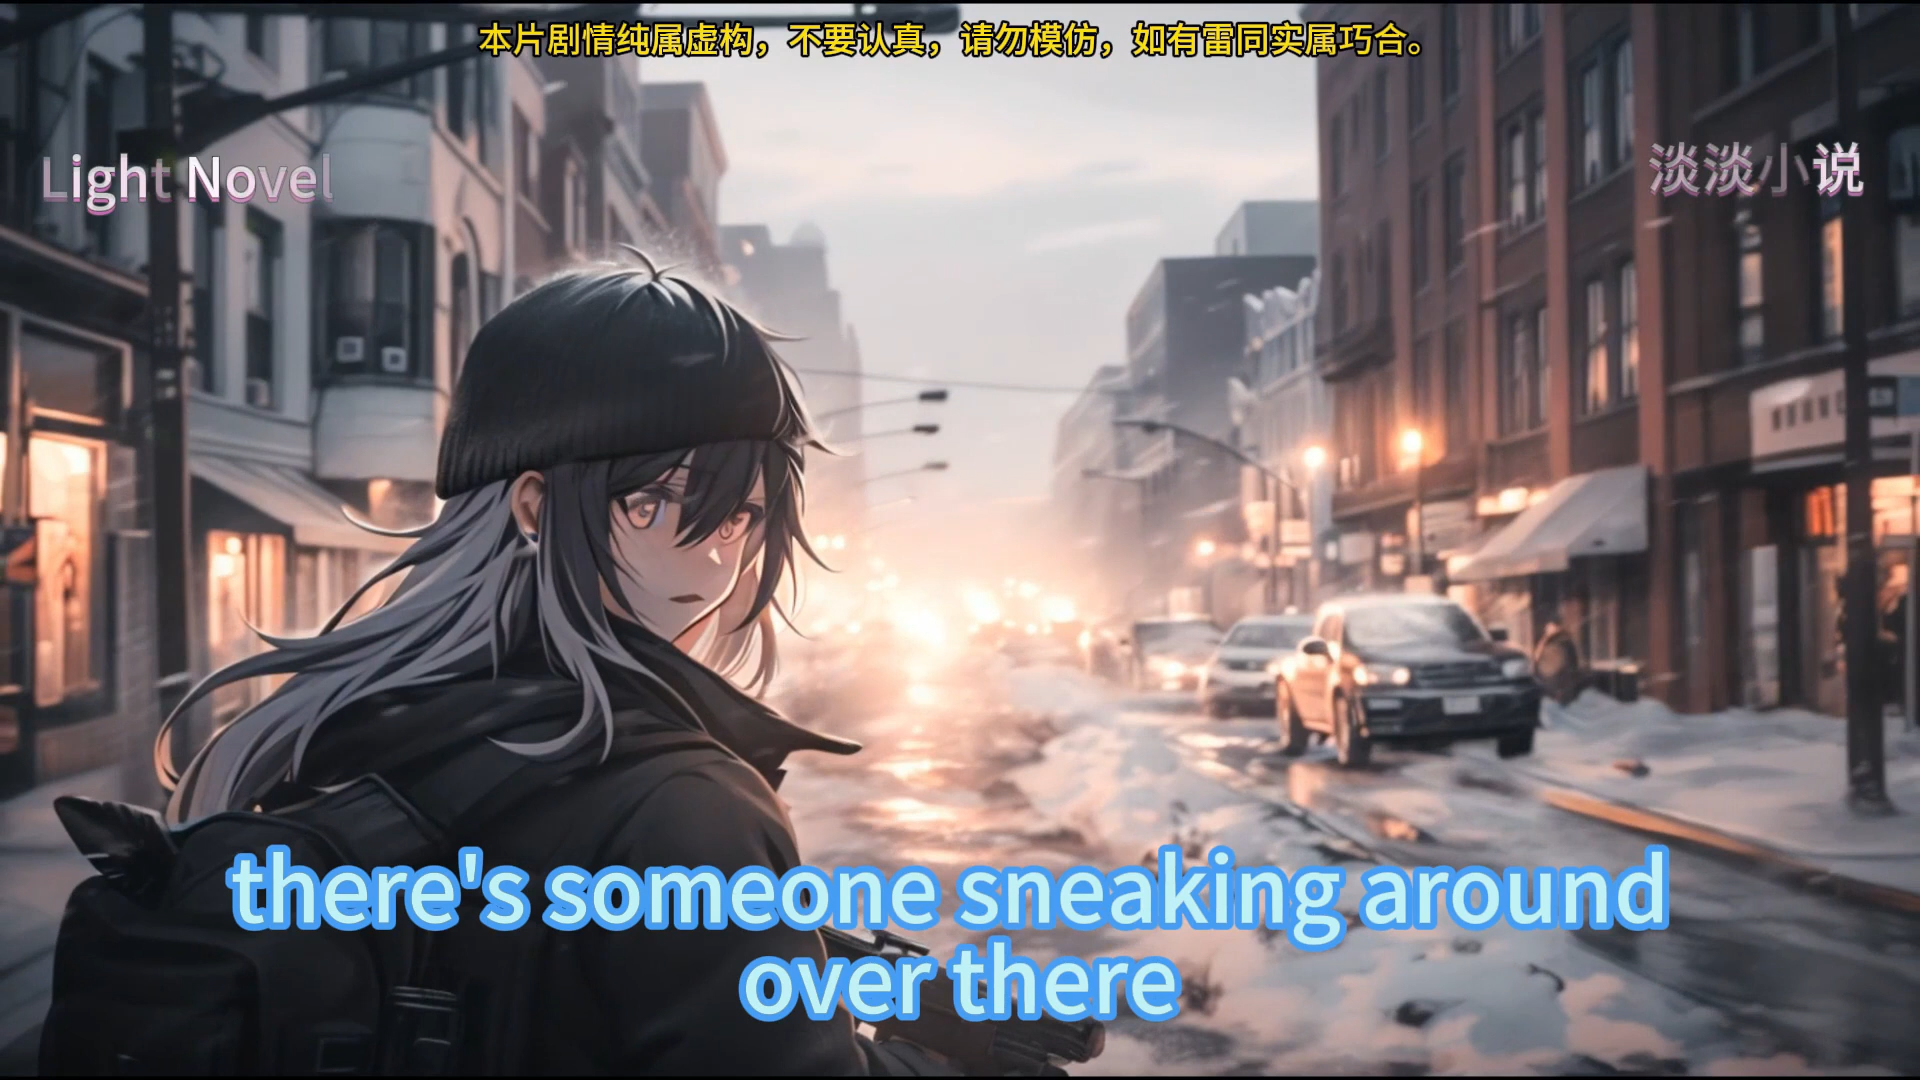 本片剧情纯属虚构，不要认真，请勿模仿，如有雷同实属巧合。
Light Novel
淡淡小说
there's someone sneaking around
over there